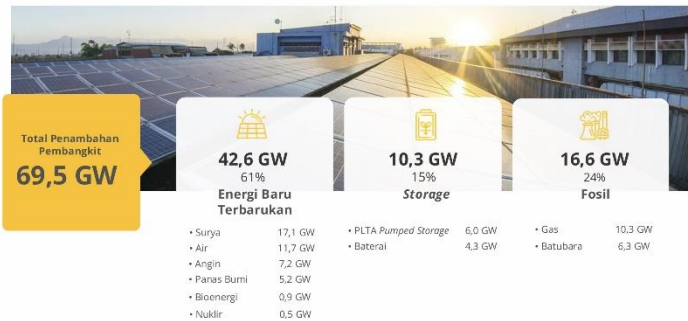 Total Penambahan
Pembangkit
69,5 GW
42,6 GW
61%
Energi Baru
Terbarukan
• Surya 17,1 GW
• Air 11,7 GW
• Angin 7,2 GW
• Panas Bumi 5,2 GW
• Bioenergi 0,9 GW
• Nuklir 0,5 GW
10,3 GW
15%
Storage
• PLTA Pumped Storage 6,0 GW
• Baterai 4,3 GW
16,6 GW
24%
Fosil
• Gas 10,3 GW
• Batubara 6,3 GW